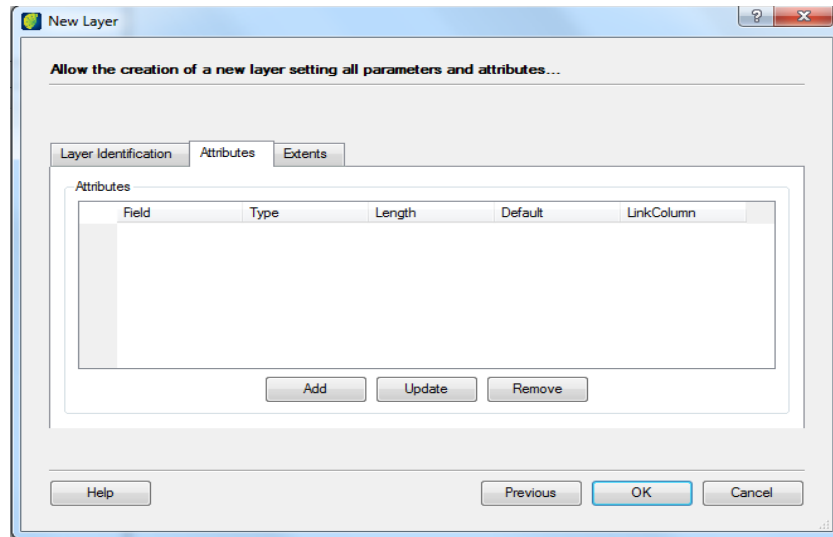 New Layer
Allow the creation of a new layer setting all parameters and attributes...
Layer Identification Attributes Extents
Attributes
Field Type Length Default LinkColumn
Add Update Remove
Help Previous OK Cancel